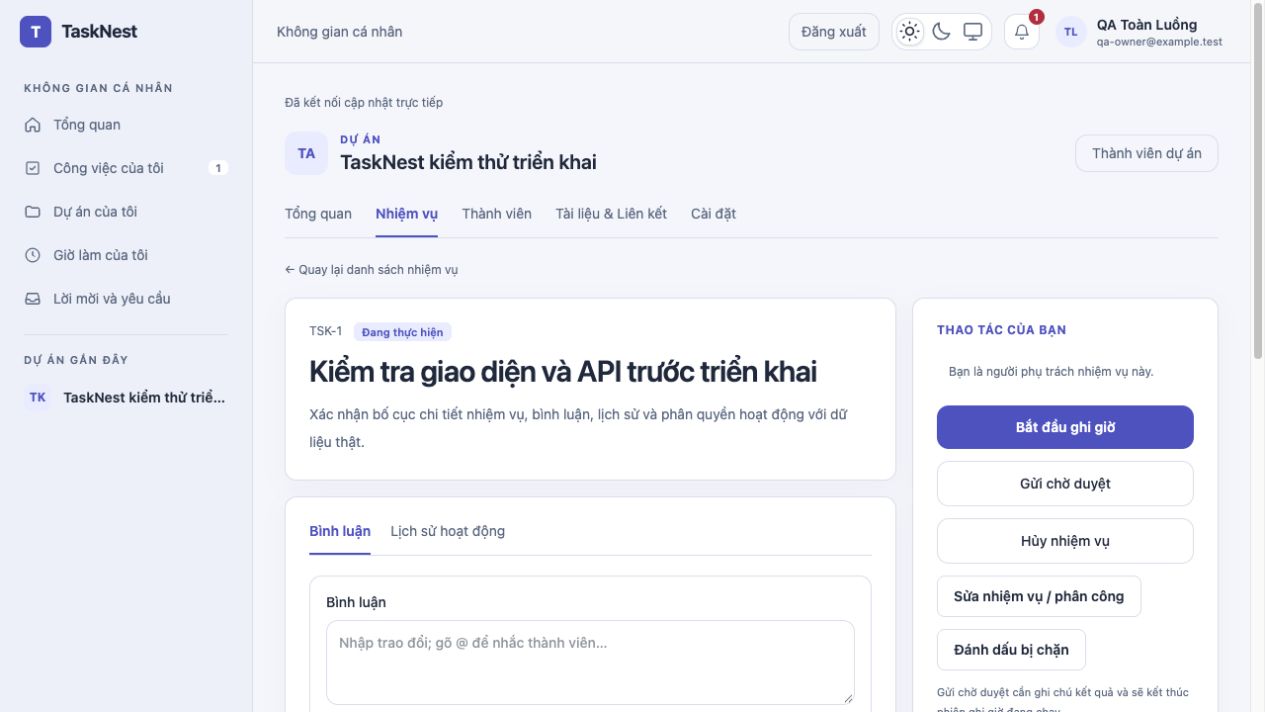 T TaskNest
KHÔNG GIAN CÁ NHÂN
Tổng quan
Công việc của tôi 1
Dự án của tôi
Giờ làm của tôi
Lời mời và yêu cầu
DỰ ÁN GẦN ĐÂY
TK TaskNest kiểm thử triể...
Không gian cá nhân
Đăng xuất
1
TL
QA Toàn Luồng
qa-owner@example.test
Đã kết nối cập nhật trực tiếp
TA
DỰ ÁN
TaskNest kiểm thử triển khai
Thành viên dự án
Tổng quan Nhiệm vụ Thành viên Tài liệu & Liên kết Cài đặt
← Quay lại danh sách nhiệm vụ
TSK-1 Đang thực hiện
Kiểm tra giao diện và API trước triển khai
Xác nhận bố cục chi tiết nhiệm vụ, bình luận, lịch sử và phân quyền hoạt động với dữ
liệu thật.
Bình luận Lịch sử hoạt động
Bình luận
Nhập trao đổi; gõ @ để nhắc thành viên...
THAO TÁC CỦA BẠN
Bạn là người phụ trách nhiệm vụ này.
Bắt đầu ghi giờ
Gửi chờ duyệt
Hủy nhiệm vụ
Sửa nhiệm vụ / phân công
Đánh dấu bị chặn
Gửi chờ duyệt cần ghi chú kết quả và sẽ kết thúc
phiên ghi giờ đang chạy.